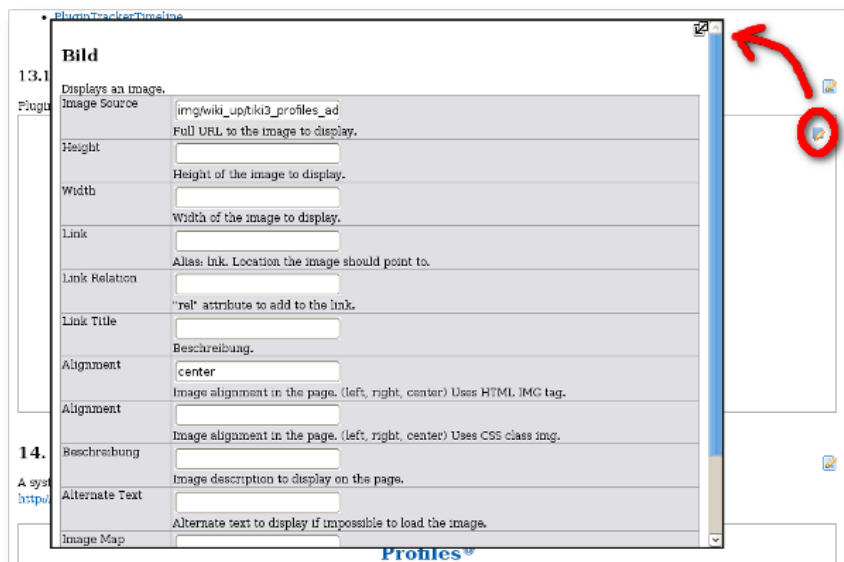 PluginTrackerTimeline
Bild
13.1
Displays an image.
Plugin
Image Source
img/wiki_up/tiki3_profiles_ad
Full URL to the image to display.
Height
Height of the image to display.
Width
Width of the image to display.
Link
Alias: lnk. Location the image should point to.
Link Relation
"rel" attribute to add to the link.
Link Title
Beschreibung.
Alignment
center
Image alignment in the page. (left, right, center) Uses HTML IMG tag.
Alignment
Image alignment in the page. (left, right, center) Uses CSS class img.
14.
Beschreibung
Image description to display on the page.
A syst
http:/
Alternate Text
Alternate text to display if impossible to load the image.
Image Map
Profiles®